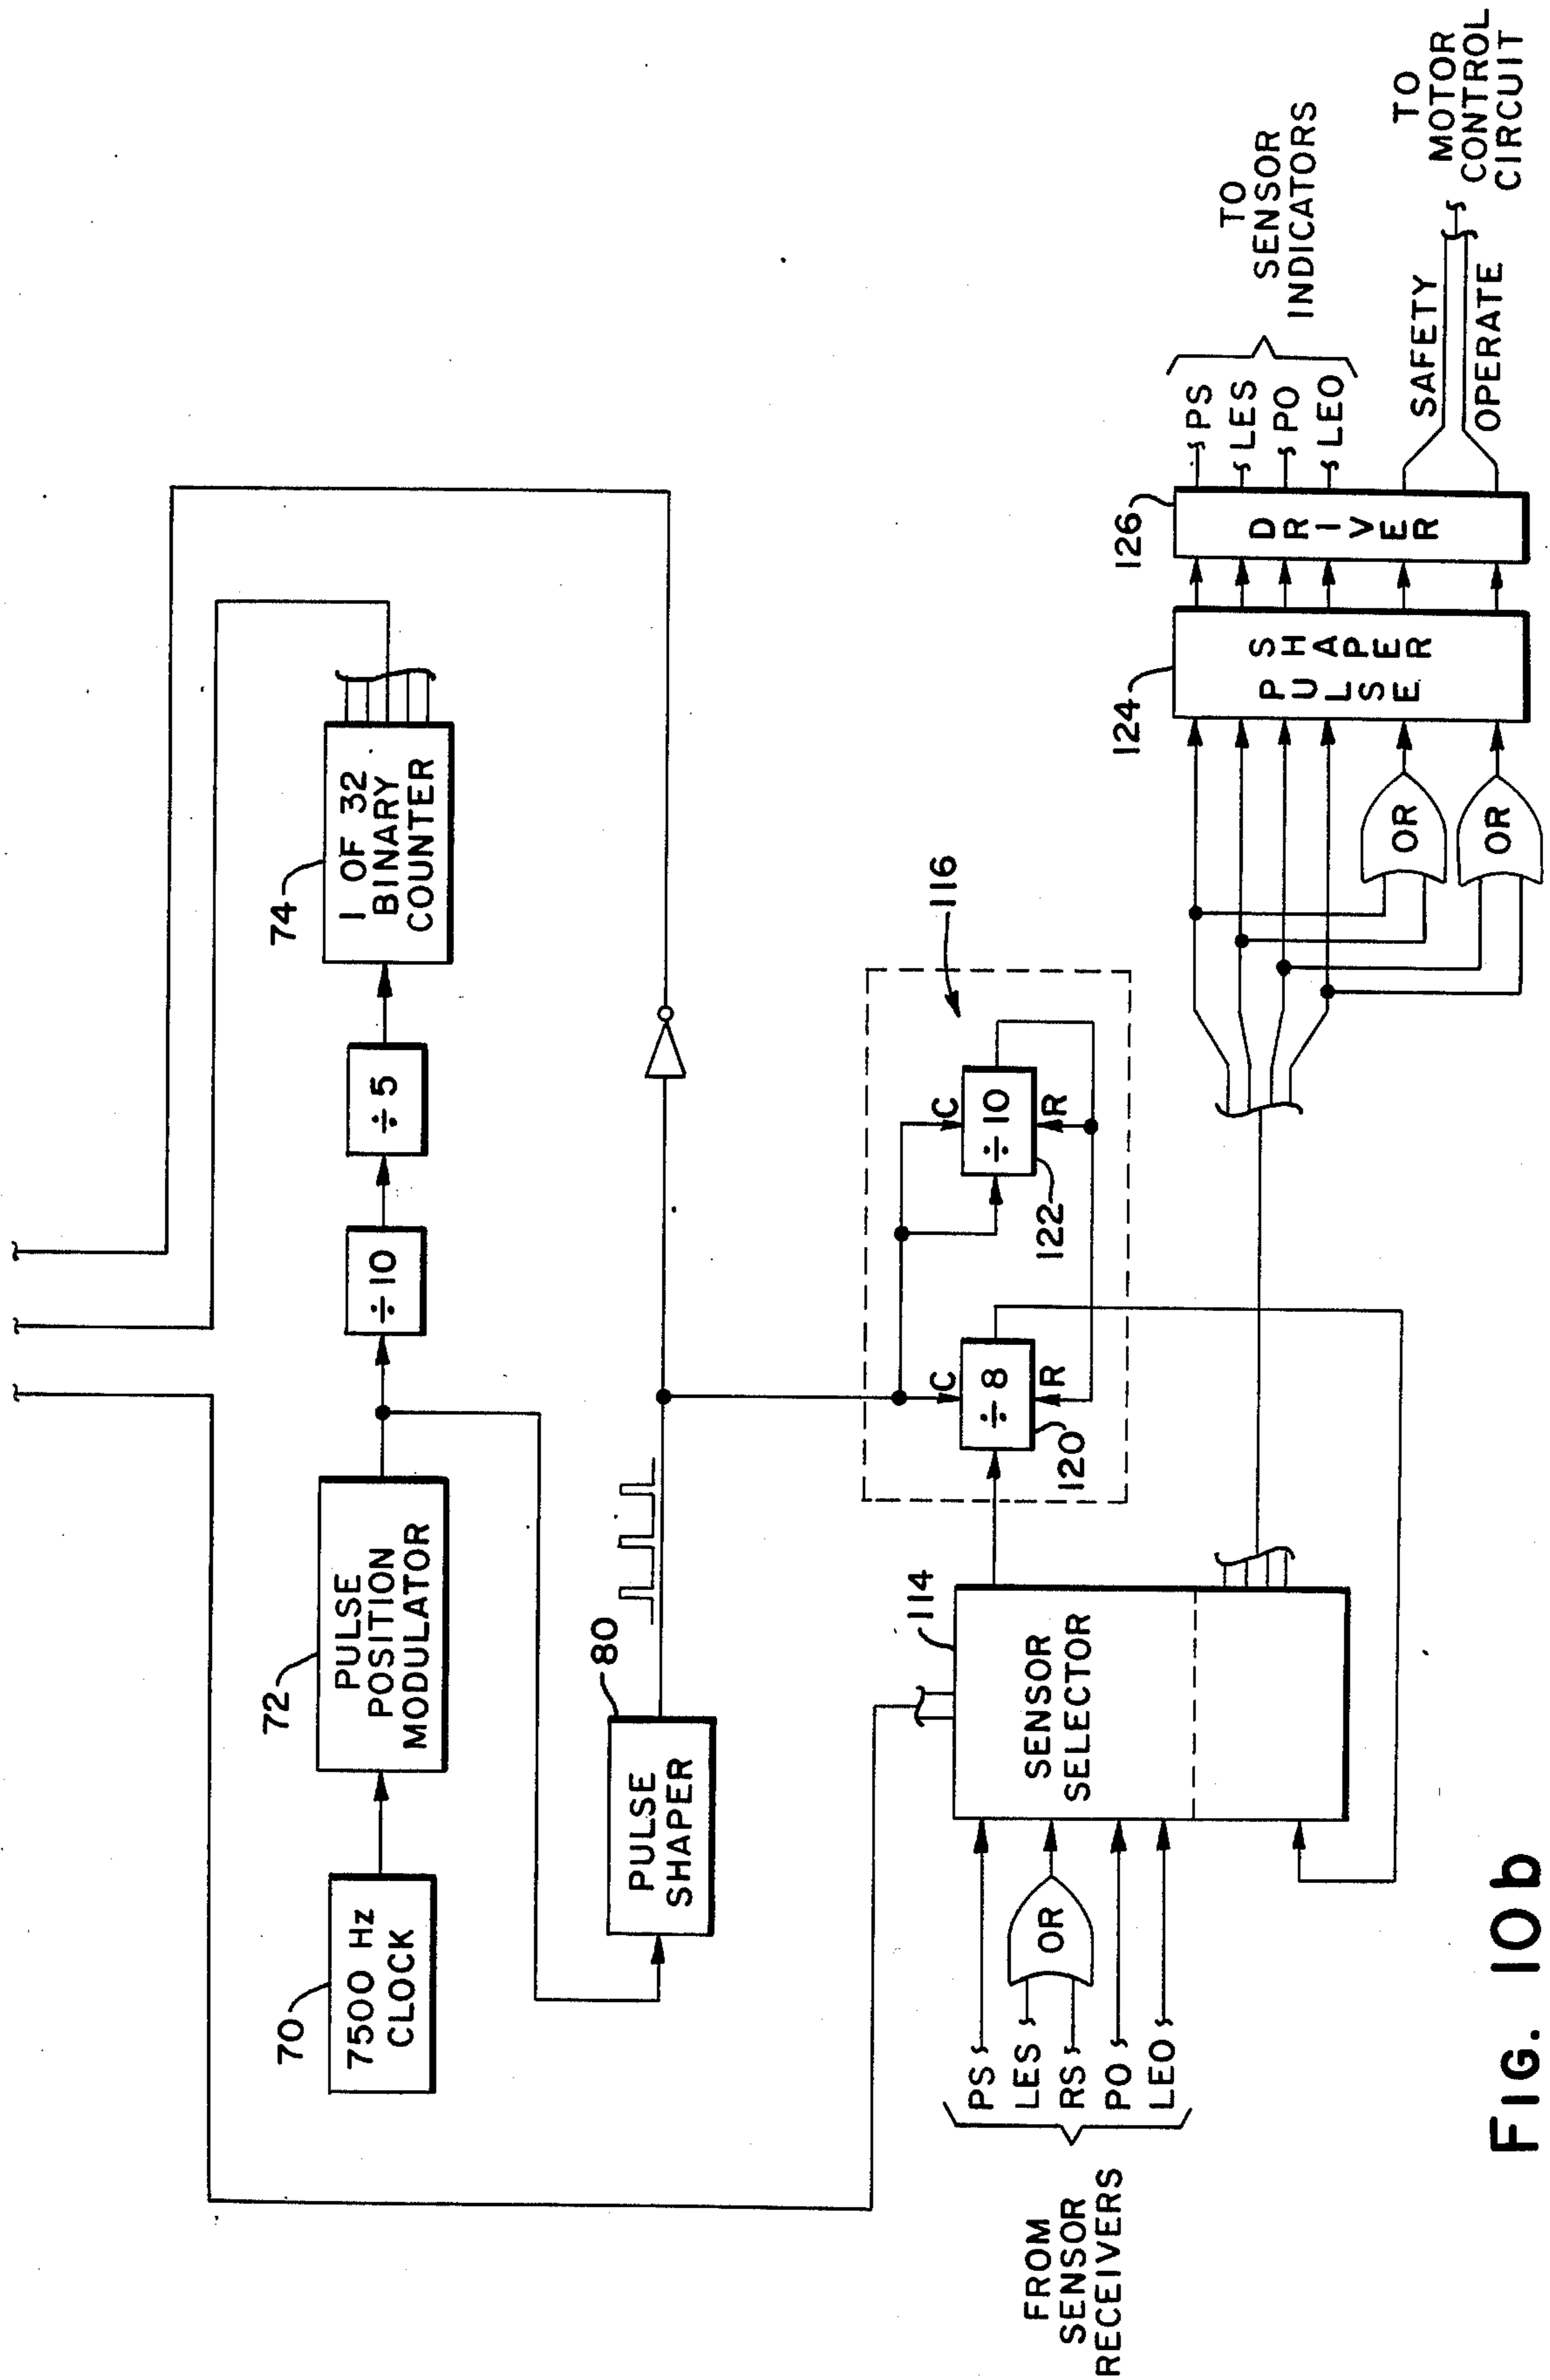 70
7500 Hz
CLOCK
72
PULSE
POSITION
MODULATOR
÷ 10
÷ 5
74
1 OF 32
BINARY
COUNTER
80
PULSE
SHAPER
116
C
÷ 8
R
120
C
÷ 10
R
122
FROM
SENSOR
RECEIVERS
PS
LES
RS
PO
LEO
OR
114
SENSOR
SELECTOR
OR
OR
124
SHAPER
PULSE
126
DRIVER
PS
LES
PO
LEO
TO
SENSOR
INDICATORS
SAFETY
OPERATE
TO
MOTOR
CONTROL
CIRCUIT
FIG. 10b